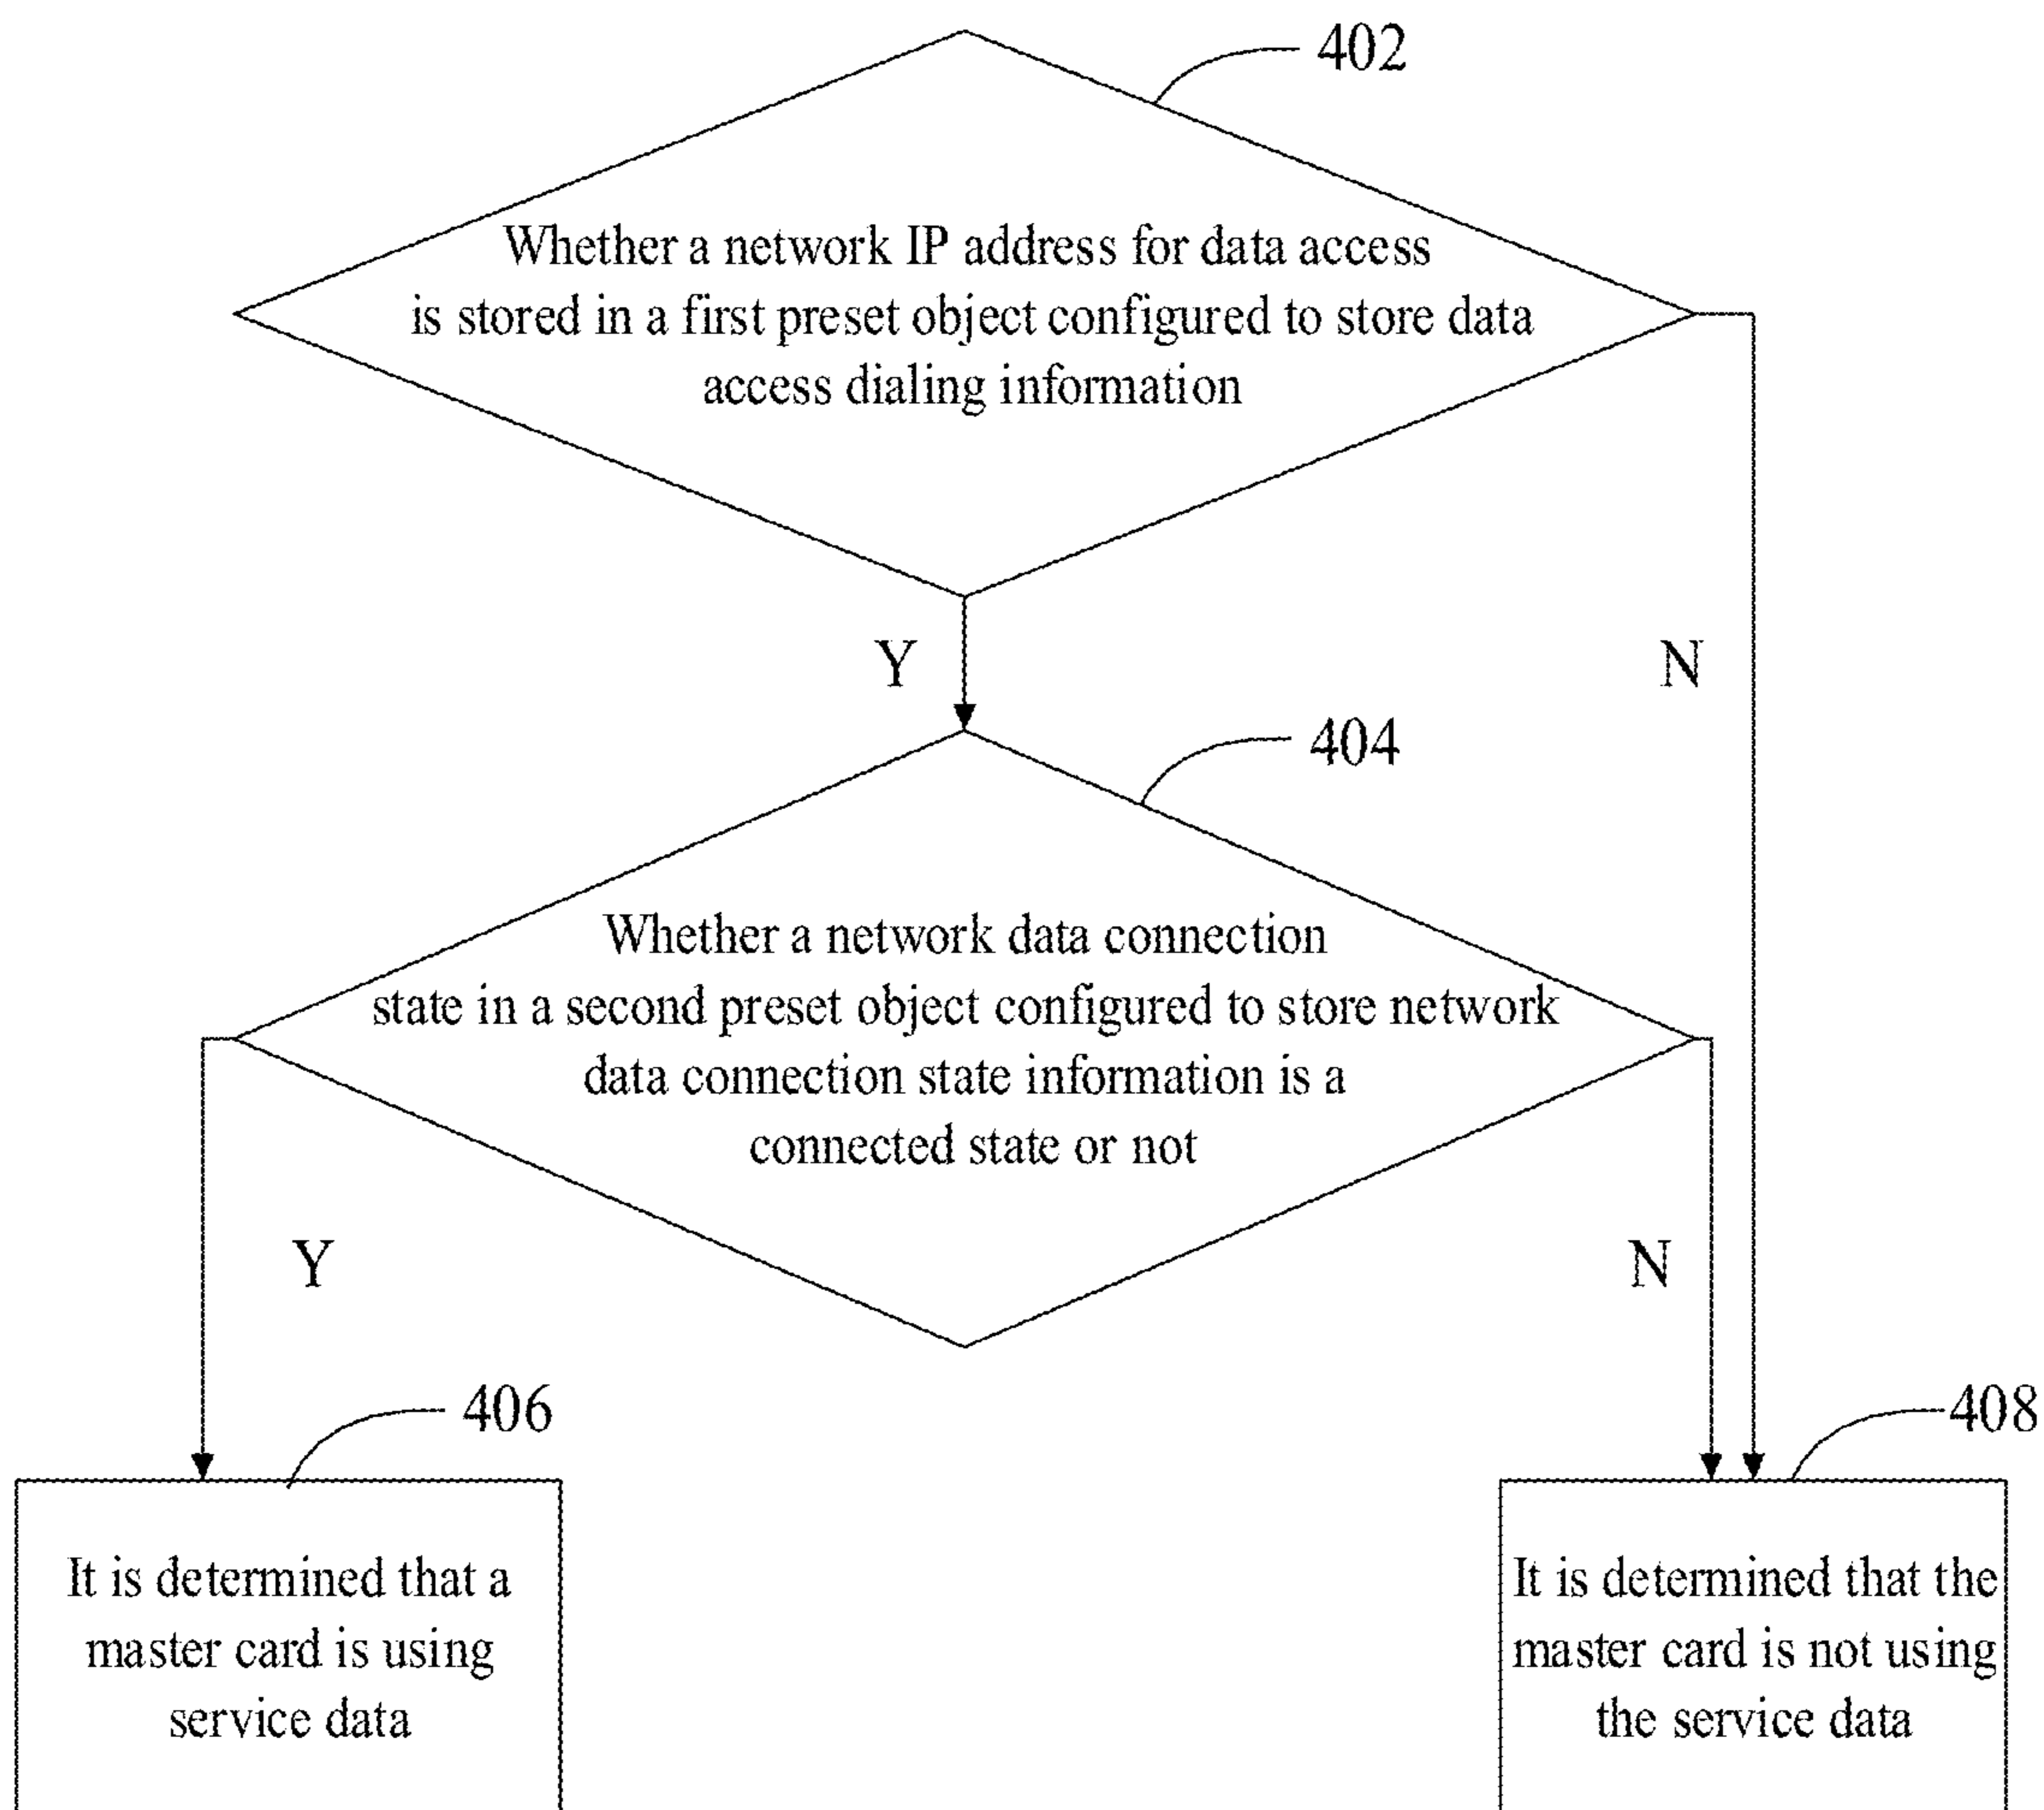 402
Whether a network IP address for data access
is stored in a first preset object configured to store data
access dialing information
Y
N
404
Whether a network data connection
state in a second preset object configured to store network
data connection state information is a
connected state or not
Y
N
406
408
It is determined that a
master card is using
service data
It is determined that the
master card is not using
the service data